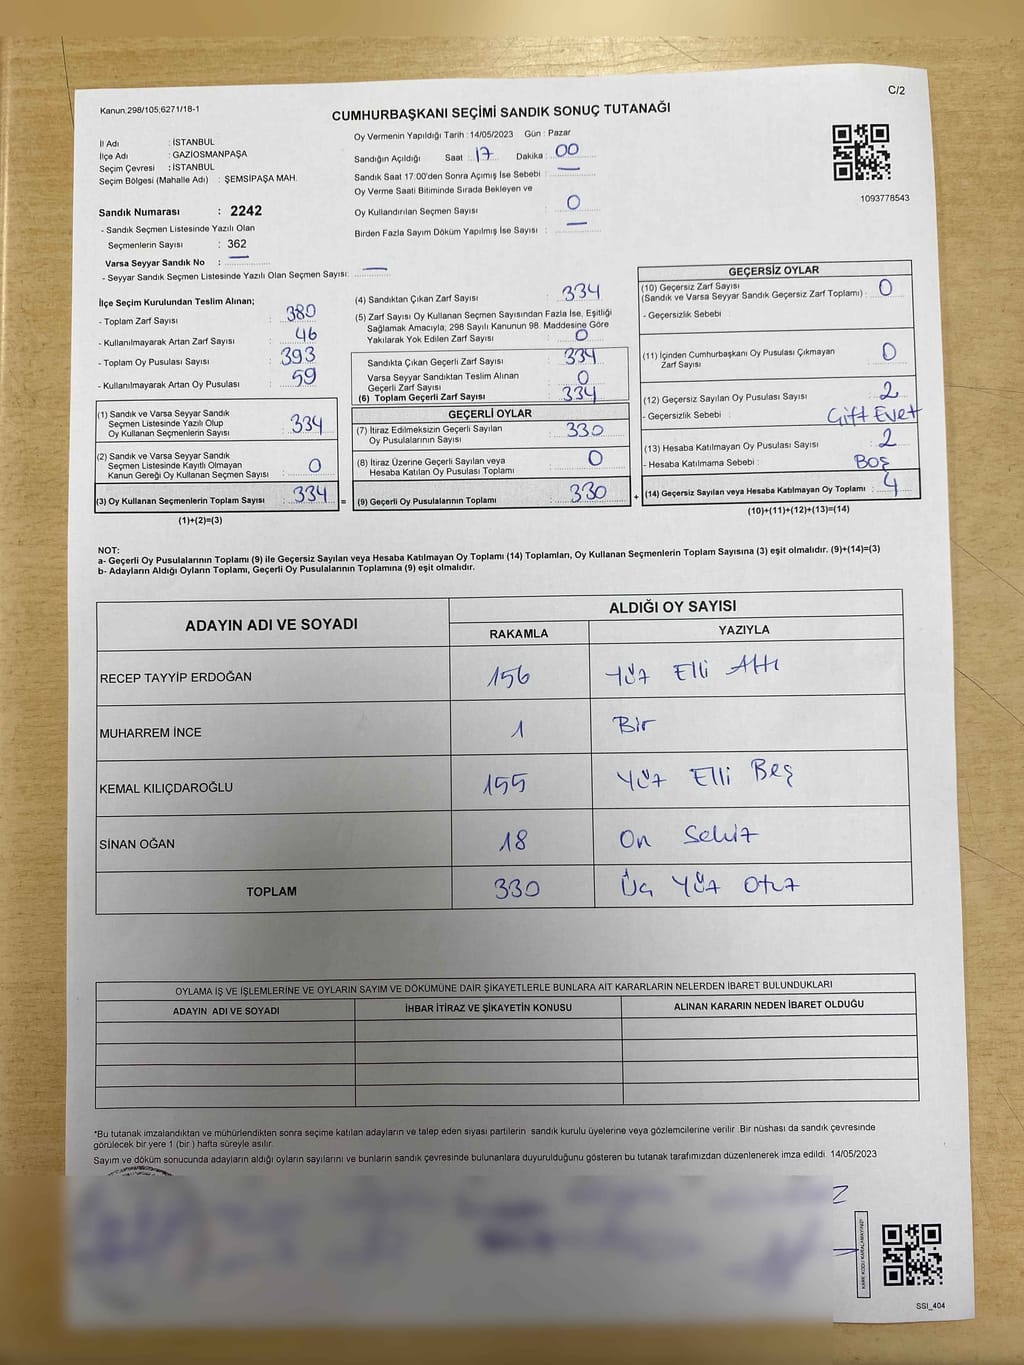 Kanun;298/105;6271/18-1
C/2
CUMHURBAŞKANI SEÇİMİ SANDIK SONUÇ TUTANAĞI
İl Adı : İSTANBUL
İlçe Adı : GAZİOSMANPAŞA
Seçim Çevresi : İSTANBUL
Seçim Bölgesi (Mahalle Adı) : ŞEMSİPAŞA MAH.
Sandık Numarası : 2242
- Sandık Seçmen Listesinde Yazılı Olan
Seçmenlerin Sayısı : 362
Varsa Seyyar Sandık No : —
- Seyyar Sandık Seçmen Listesinde Yazılı Olan Seçmen Sayısı: —
Oy Vermenin Yapıldığı Tarih : 14/05/2023 Gün : Pazar
Sandığın Açıldığı Saat : 17 Dakika : 00
Sandık Saat 17:00'den Sonra Açımış İse Sebebi : —
Oy Verme Saati Bitiminde Sırada Bekleyen ve
Oy Kullandırılan Seçmen Sayısı : 0
Birden Fazla Sayım Döküm Yapılmış İse Sayısı : —
1093778543
İlçe Seçim Kurulundan Teslim Alınan;
- Toplam Zarf Sayısı : 380
- Kullanılmayarak Artan Zarf Sayısı : 46
- Toplam Oy Pusulası Sayısı : 393
- Kullanılmayarak Artan Oy Pusulası : 59
(1) Sandık ve Varsa Seyyar Sandık
Seçmen Listesinde Yazılı Olup
Oy Kullanan Seçmenlerin Sayısı : 334
(2) Sandık ve Varsa Seyyar Sandık
Seçmen Listesinde Kayıtlı Olmayan
Kanun Gereği Oy Kullanan Seçmen Sayısı : 0
(3) Oy Kullanan Seçmenlerin Toplam Sayısı : 334 =
(1)+(2)=(3)
(4) Sandıktan Çıkan Zarf Sayısı : 334
(5) Zarf Sayısı Oy Kullanan Seçmen Sayısından Fazla İse, Eşitliği
Sağlamak Amacıyla; 298 Sayılı Kanunun 98. Maddesine Göre
Yakılarak Yok Edilen Zarf Sayısı : 0
Sandıkta Çıkan Geçerli Zarf Sayısı : 334
Varsa Seyyar Sandıktan Teslim Alınan
Geçerli Zarf Sayısı : 0
(6) Toplam Geçerli Zarf Sayısı : 334
GEÇERLİ OYLAR
(7) İtiraz Edilmeksizin Geçerli Sayılan
Oy Pusulalarının Sayısı : 330
(8) İtiraz Üzerine Geçerli Sayılan veya
Hesaba Katılan Oy Pusulası Toplamı : 0
(9) Geçerli Oy Pusulalarının Toplamı : 330 +
GEÇERSİZ OYLAR
(10) Geçersiz Zarf Sayısı
(Sandık ve Varsa Seyyar Sandık Geçersiz Zarf Toplamı) : 0
- Geçersizlik Sebebi :
(11) İçinden Cumhurbaşkanı Oy Pusulası Çıkmayan
Zarf Sayısı : 0
(12) Geçersiz Sayılan Oy Pusulası Sayısı : 2
- Geçersizlik Sebebi : Çift Evet
(13) Hesaba Katılmayan Oy Pusulası Sayısı : 2
- Hesaba Katılmama Sebebi : Boş
(14) Geçersiz Sayılan veya Hesaba Katılmayan Oy Toplamı : 4
(10)+(11)+(12)+(13)=(14)
NOT:
a- Geçerli Oy Pusulalarının Toplamı (9) ile Geçersiz Sayılan veya Hesaba Katılmayan Oy Toplamı (14) Toplamları, Oy Kullanan Seçmenlerin Toplam Sayısına (3) eşit olmalıdır. (9)+(14)=(3)
b- Adayların Aldığı Oyların Toplamı, Geçerli Oy Pusulalarının Toplamına (9) eşit olmalıdır.
ADAYIN ADI VE SOYADI
ALDIĞI OY SAYISI
RAKAMLA YAZIYLA
RECEP TAYYİP ERDOĞAN 156 Yüz Elli Altı
MUHARREM İNCE 1 Bir
KEMAL KILIÇDAROĞLU 155 Yüz Elli Beş
SİNAN OĞAN 18 On Sekiz
TOPLAM 330 Üç Yüz Otuz
OYLAMA İŞ VE İŞLEMLERİNE VE OYLARIN SAYIM VE DÖKÜMÜNE DAİR ŞİKAYETLERLE BUNLARA AİT KARARLARIN NELERDEN İBARET BULUNDUKLARI
ADAYIN ADI VE SOYADI İHBAR İTİRAZ VE ŞİKAYETİN KONUSU ALINAN KARARIN NEDEN İBARET OLDUĞU
*Bu tutanak imzalandıktan ve mühürlendikten sonra seçime katılan adayların ve talep eden siyasi partilerin sandık kurulu üyelerine veya gözlemcilerine verilir. Bir nüshası da sandık çevresinde
görülecek bir yere 1 (bir) hafta süreyle asılır.
Sayım ve döküm sonucunda adayların aldığı oyların sayılarını ve bunların sandık çevresinde bulunanlara duyurulduğunu gösteren bu tutanak tarafımızdan düzenlenerek imza edildi. 14/05/2023
KARE KODU KARALAMAYINIZ!
SSI_404